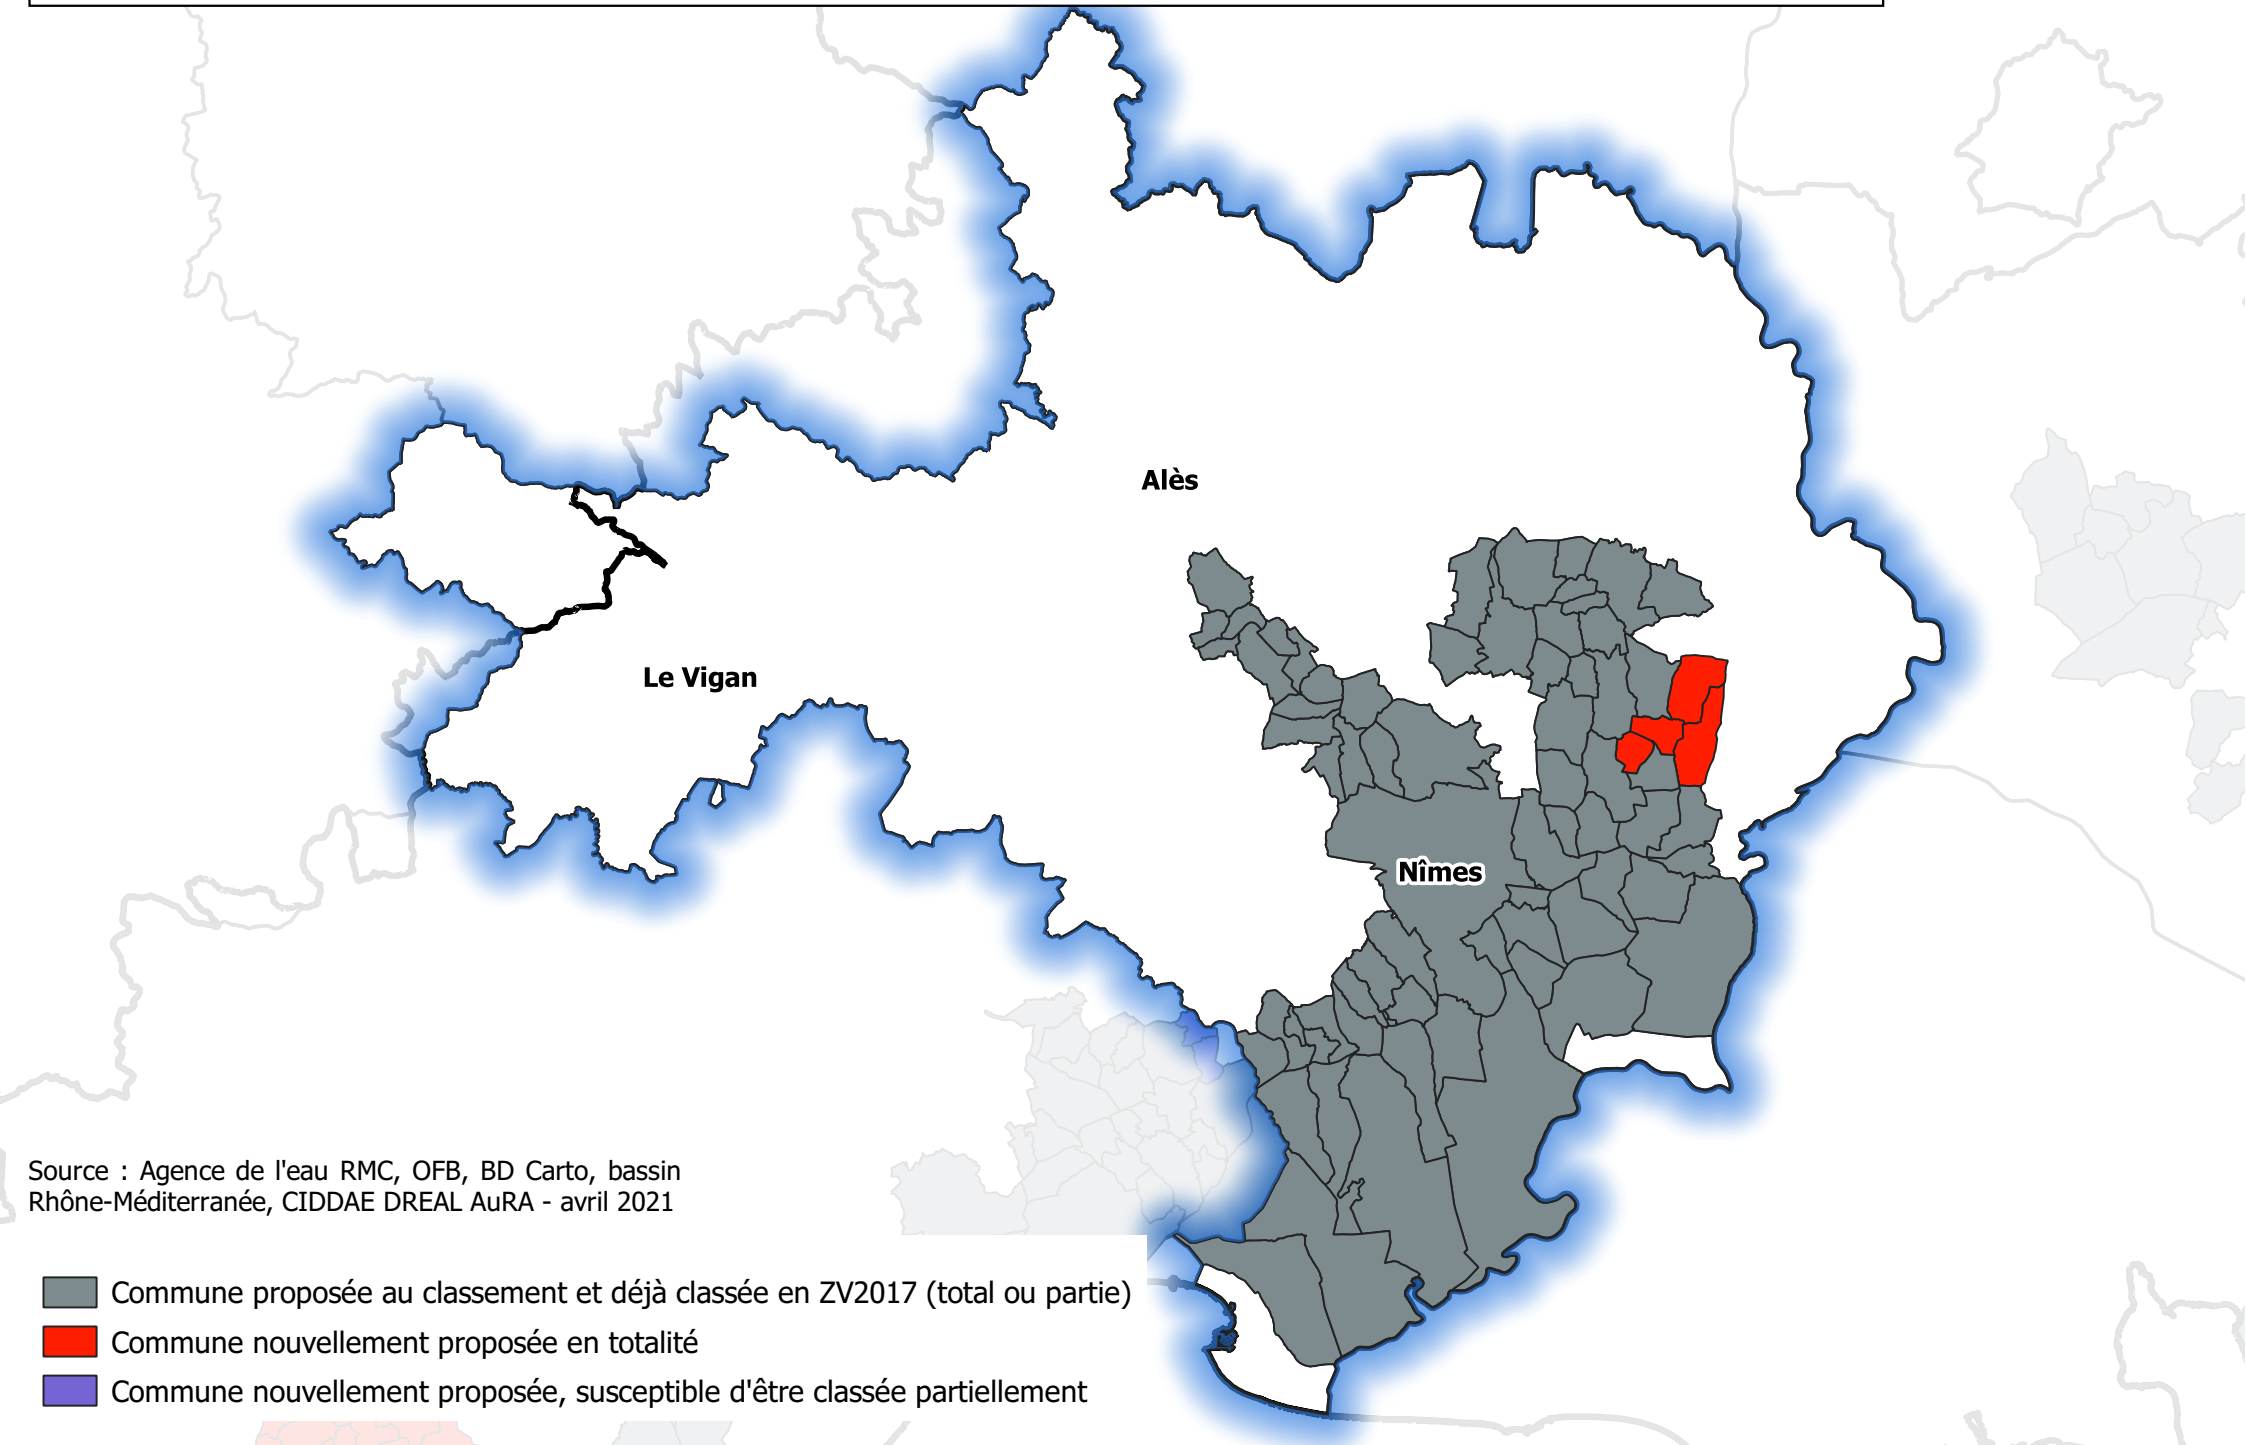 Alès
Le Vigan
Nîmes
Source : Agence de l'eau RMC, OFB, BD Carto, bassin
Rhône-Méditerranée, CIDDAE DREAL AuRA - avril 2021
Commune proposée au classement et déjà classée en ZV2017 (total ou partie)
Commune nouvellement proposée en totalité
Commune nouvellement proposée, susceptible d'être classée partiellement